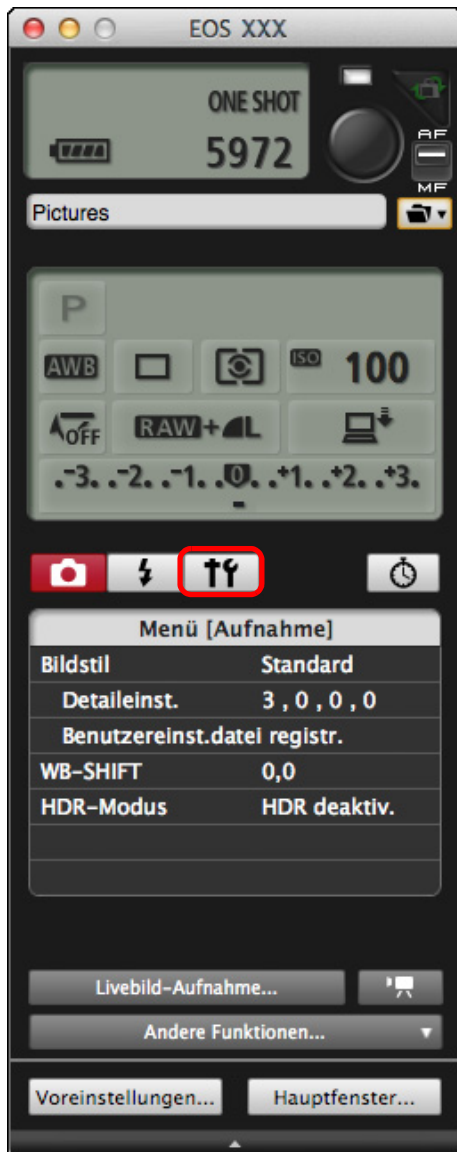 EOS XXX
ONE SHOT
5972
AF
MF
Pictures
P
AWB
ISO 100
OFF RAW+L
.-3. .-2. .-1. .0. .+1. .+2. .+3.
Menü [Aufnahme]
Bildstil Standard
Detaileinst. 3 , 0 , 0 , 0
Benutzereinst.datei registr.
WB-SHIFT 0,0
HDR-Modus HDR deaktiv.
Livebild-Aufnahme...
Andere Funktionen...
Voreinstellungen... Hauptfenster...